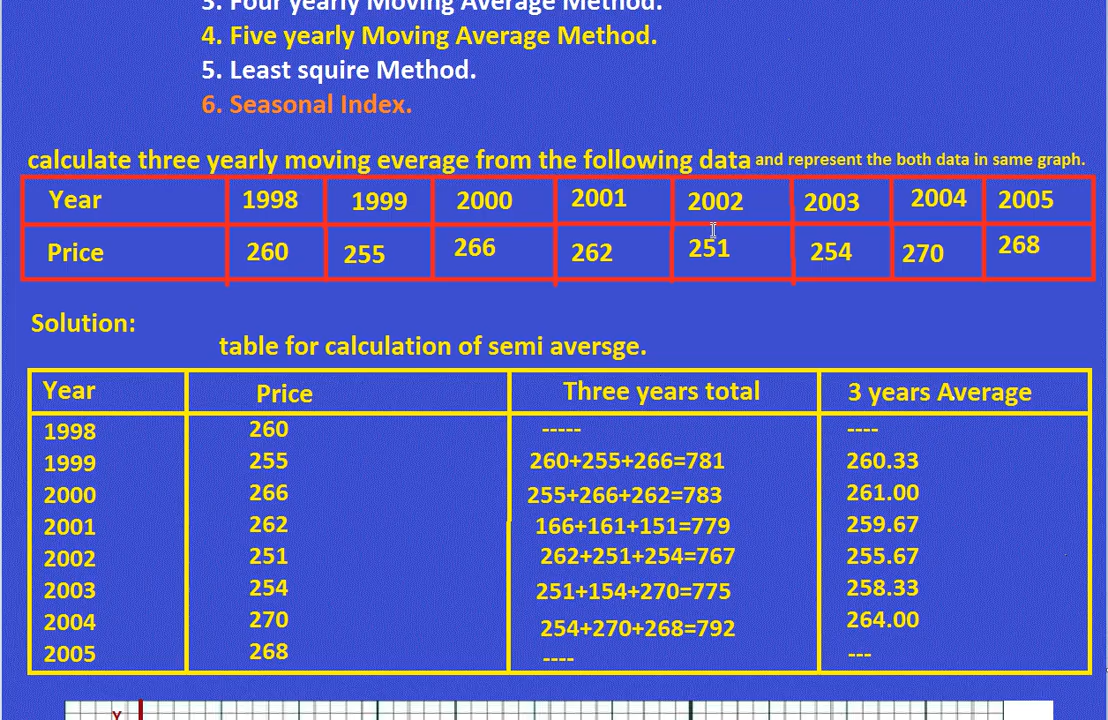 3. Four yearly Moving Average Method.
4. Five yearly Moving Average Method.
5. Least squire Method.
6. Seasonal Index.
calculate three yearly moving everage from the following data and represent the both data in same graph.
Year 1998 1999 2000 2001 2002 2003 2004 2005
Price 260 255 266 262 251 254 270 268
Solution:
table for calculation of semi aversge.
Year Price Three years total 3 years Average
1998 260 ----- ----
1999 255 260+255+266=781 260.33
2000 266 255+266+262=783 261.00
2001 262 166+161+151=779 259.67
2002 251 262+251+254=767 255.67
2003 254 251+154+270=775 258.33
2004 270 254+270+268=792 264.00
2005 268 ---- ---
Y